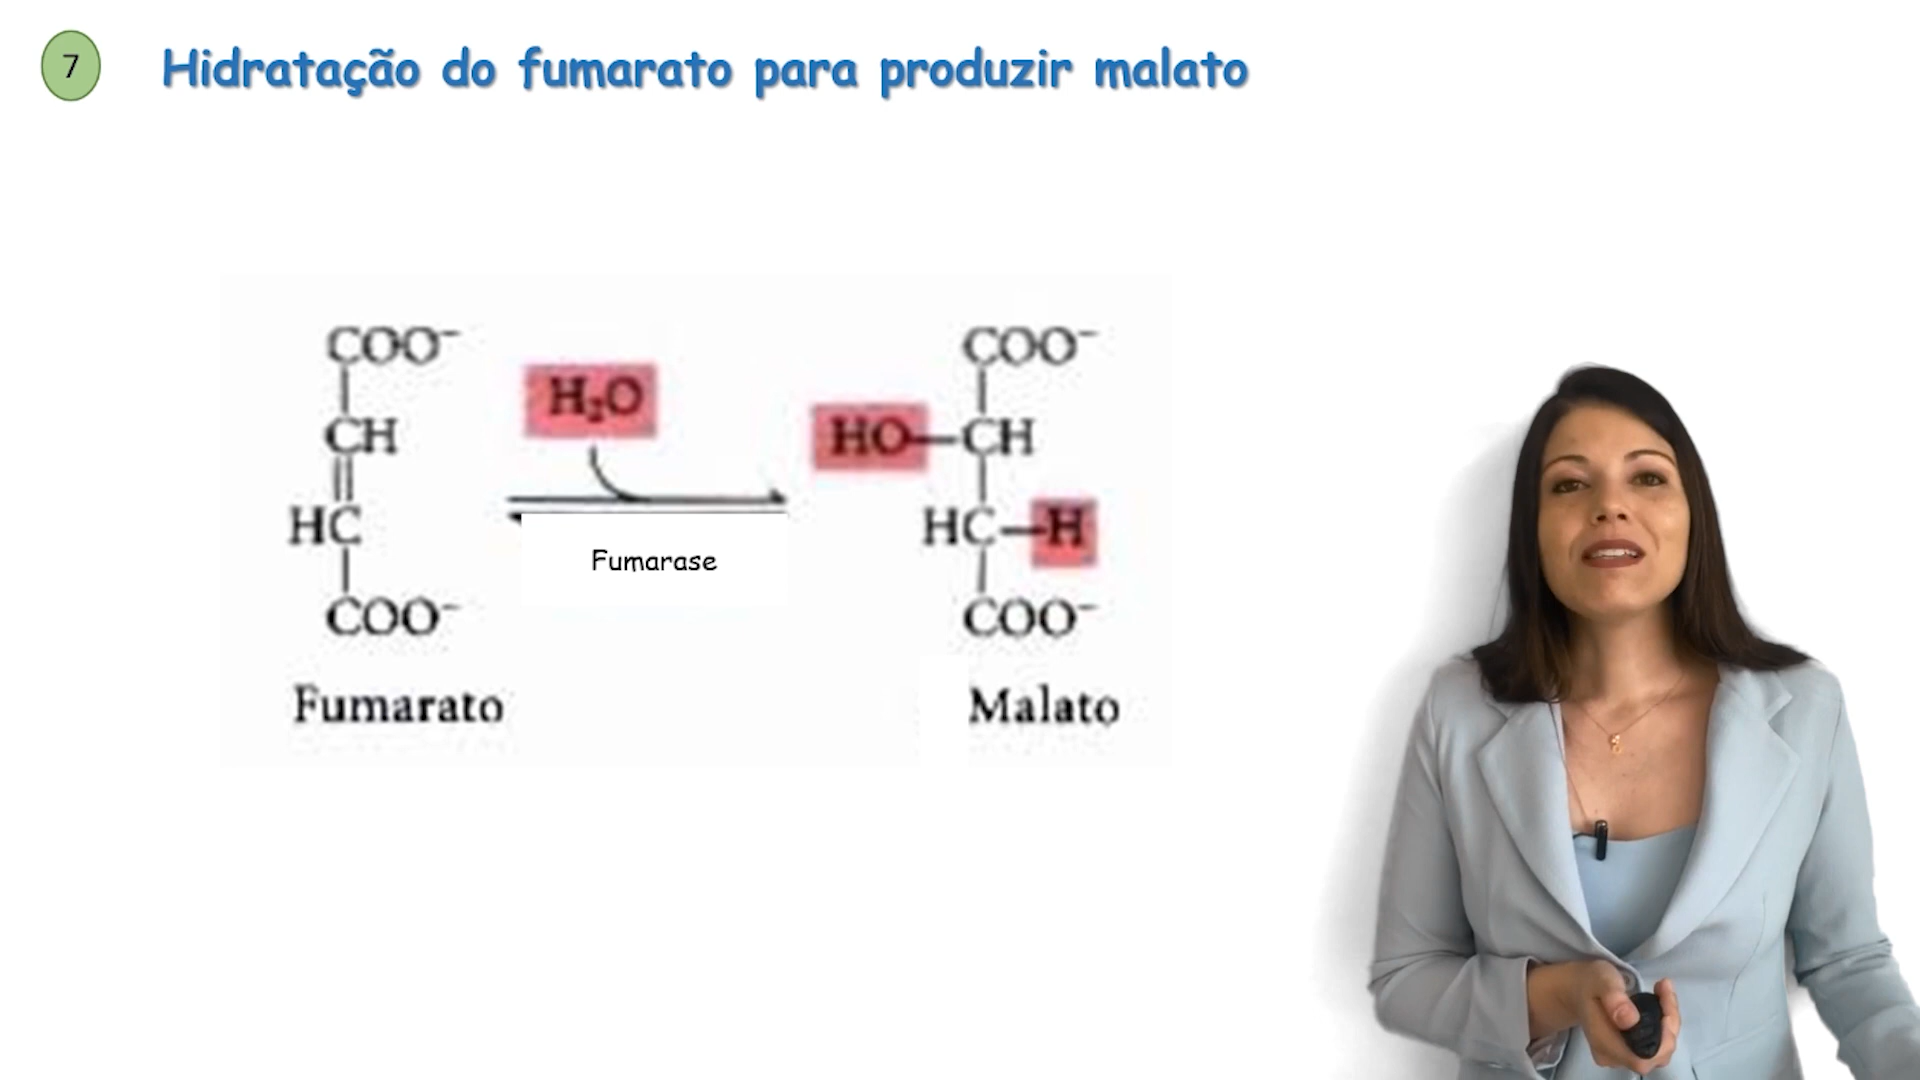 7
Hidratação do fumarato para produzir malato
COO⁻
CH
HC
COO⁻
Fumarato
H₂O
Fumarase
COO⁻
HO—CH
HC—H
COO⁻
Malato